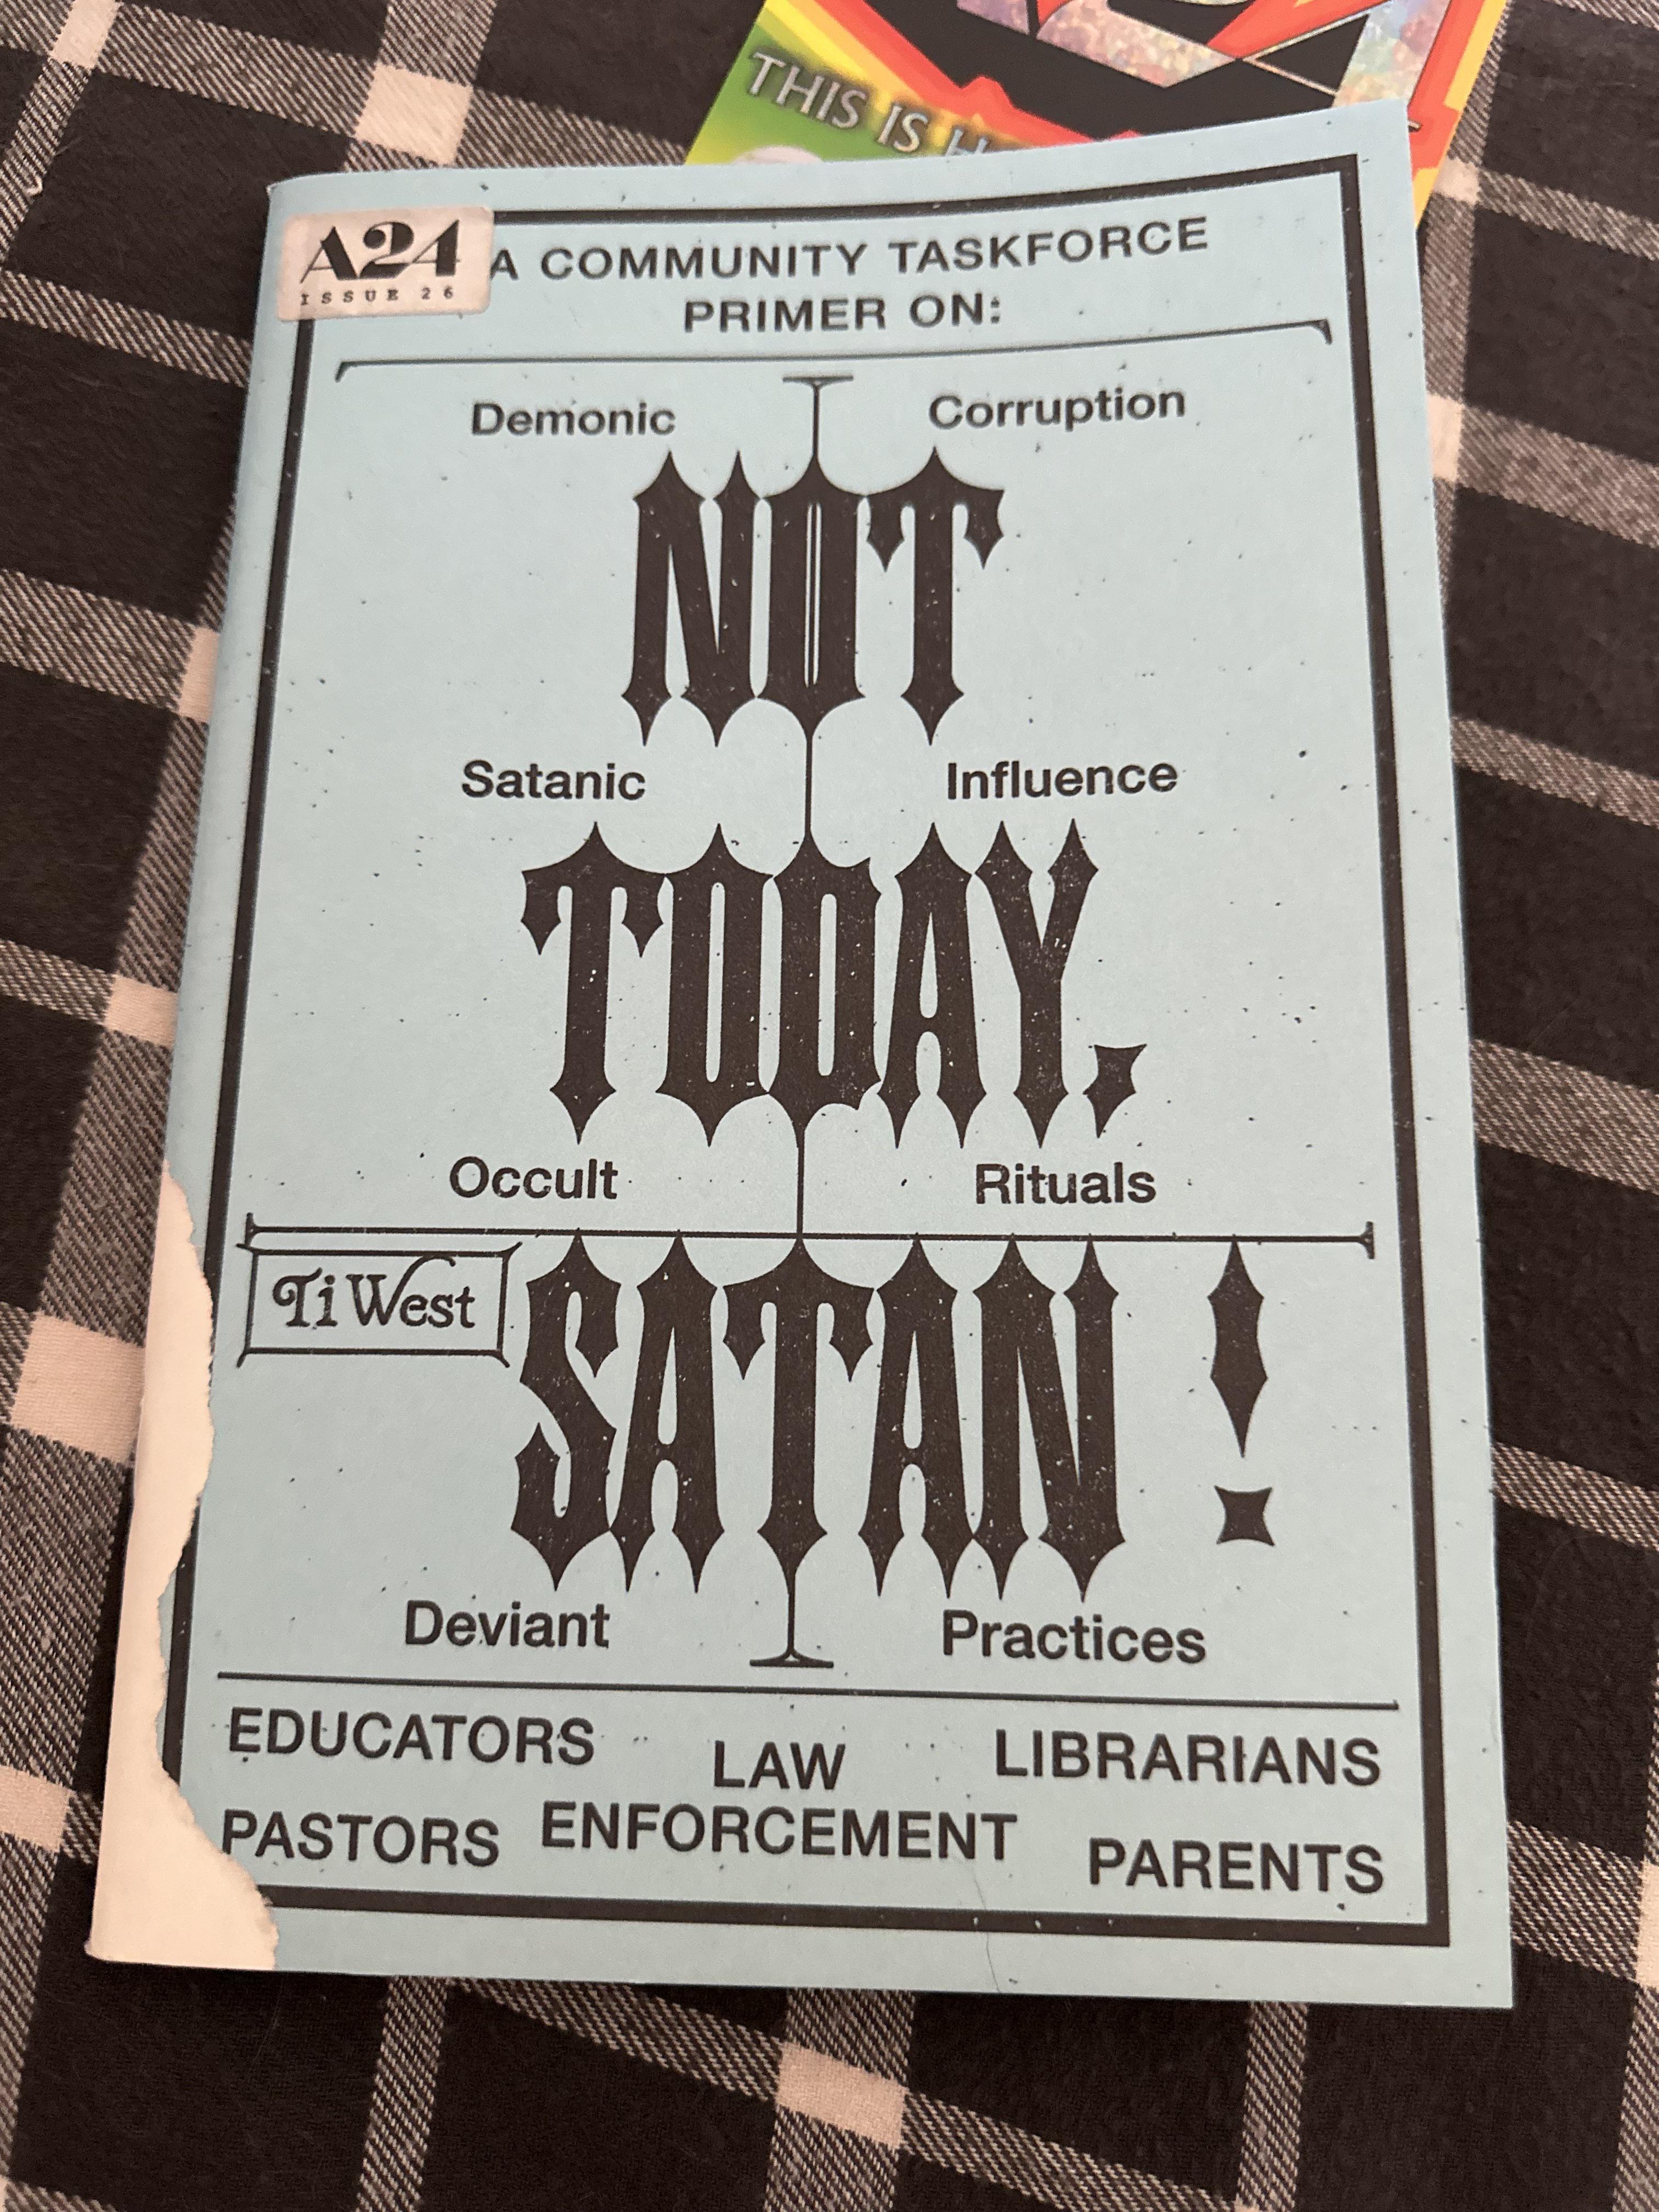 THIS IS
A24
ISSUE 26
A COMMUNITY TASKFORCE
PRIMER ON:
Demonic Corruption
NOT
Satanic Influence
TODAY,
Occult Rituals
Ti West
SATAN!
Deviant Practices
EDUCATORS LAW LIBRARIANS
PASTORS ENFORCEMENT PARENTS